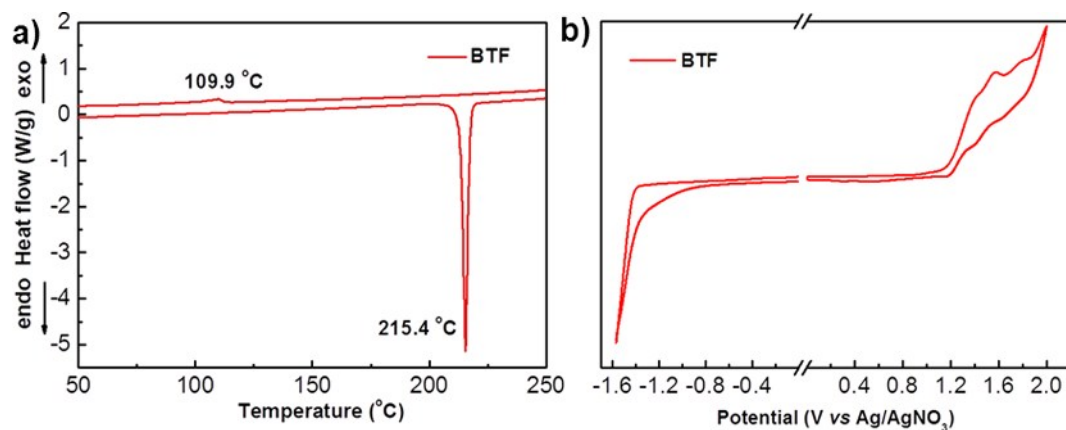 a)
BTF
109.9 °C
215.4 °C
endo Heat flow (W/g) exo
2
1
0
-1
-2
-3
-4
-5
50 100 150 200 250
Temperature (°C)
b)
BTF
-1.6 -1.2 -0.8 -0.4 0.4 0.8 1.2 1.6 2.0
Potential (V vs Ag/AgNO₃)